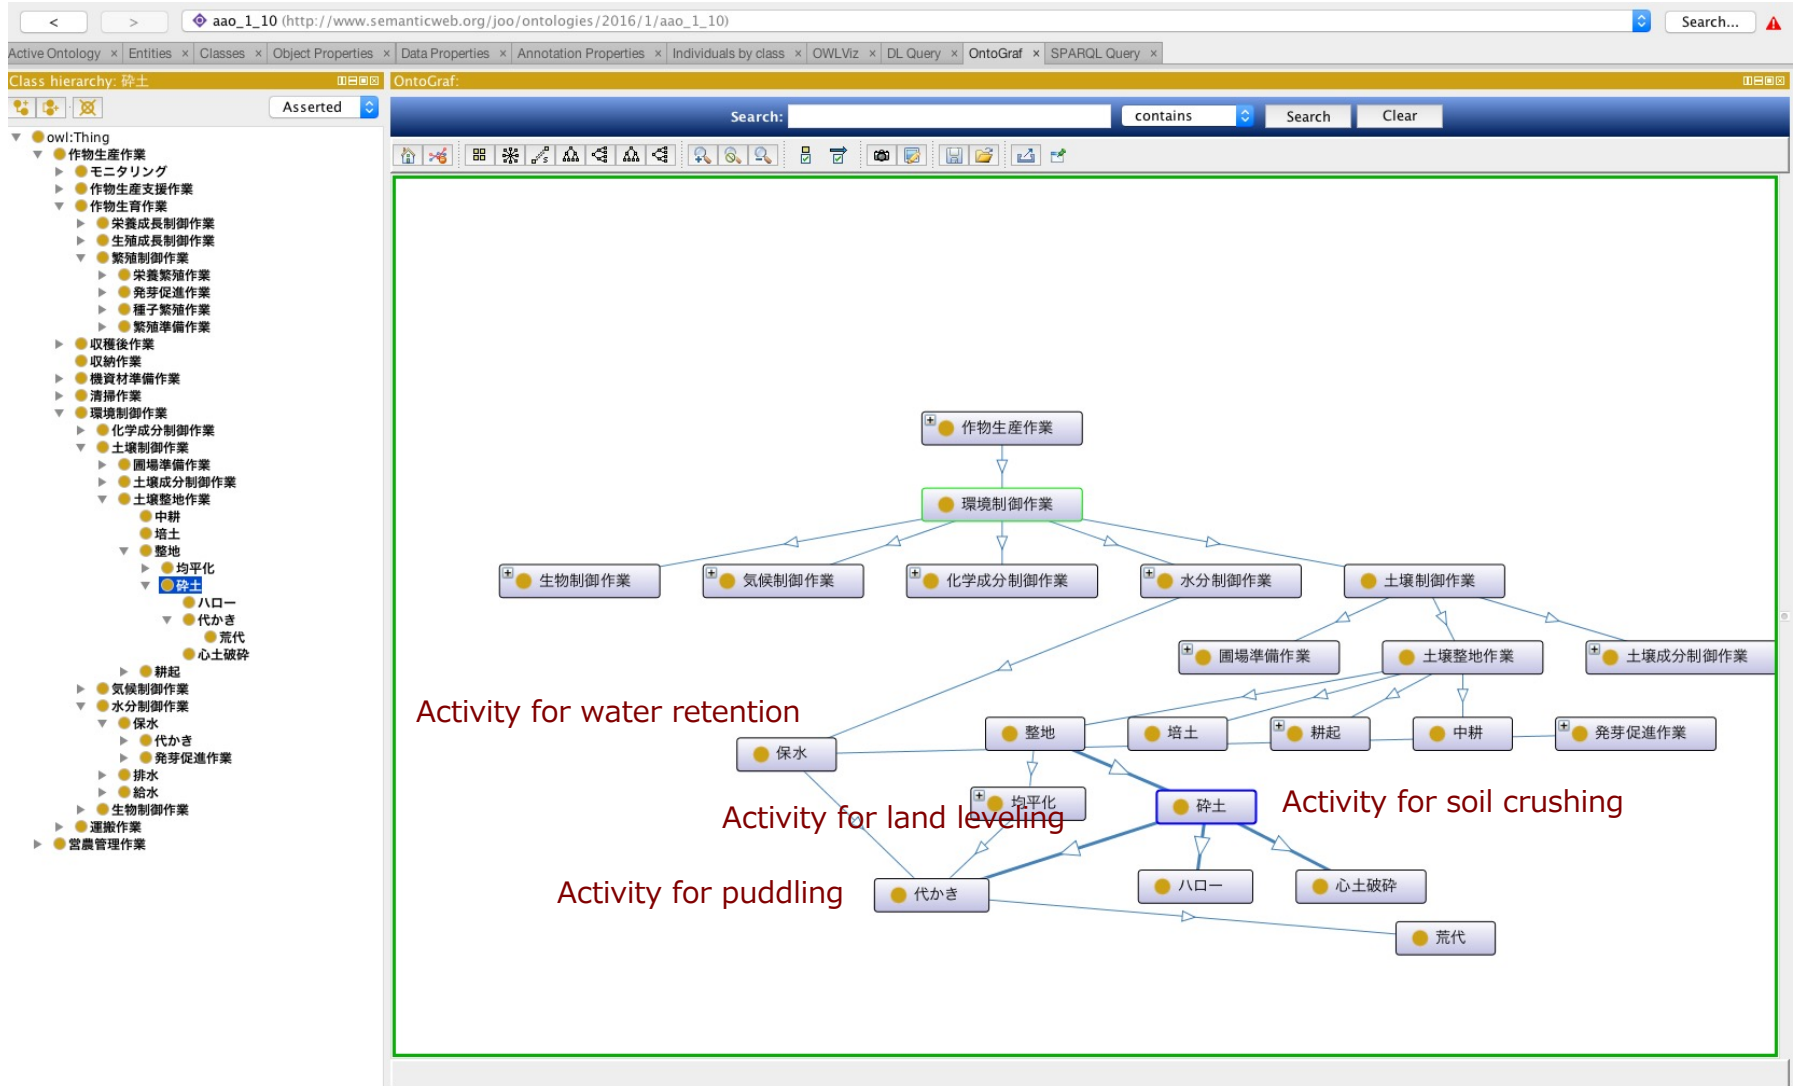 < > aao_1_10 (http://www.semanticweb.org/joo/ontologies/2016/1/aao_1_10) Search...
Active Ontology × Entities × Classes × Object Properties × Data Properties × Annotation Properties × Individuals by class × OWLViz × DL Query × OntoGraf × SPARQL Query ×
Class hierarchy: 砕土
Asserted
owl:Thing
作物生産作業
モニタリング
作物生産支援作業
作物生育作業
栄養成長制御作業
生殖成長制御作業
繁殖制御作業
栄養繁殖作業
発芽促進作業
種子繁殖作業
繁殖準備作業
収穫後作業
収納作業
機資材準備作業
清掃作業
環境制御作業
化学成分制御作業
土壌制御作業
圃場準備作業
土壌成分制御作業
土壌整地作業
中耕
培土
整地
均平化
砕土
ハロー
代かき
荒代
心土破砕
耕起
気候制御作業
水分制御作業
保水
代かき
発芽促進作業
排水
給水
生物制御作業
運搬作業
営農管理作業
OntoGraf:
Search: contains Search Clear
作物生産作業
環境制御作業
生物制御作業 気候制御作業 化学成分制御作業 水分制御作業 土壌制御作業
圃場準備作業 土壌整地作業 土壌成分制御作業
Activity for water retention
整地 培土 耕起 中耕 発芽促進作業
保水
均平化 砕土 Activity for soil crushing
Activity for land leveling
Activity for puddling 代かき ハロー 心土破砕
荒代